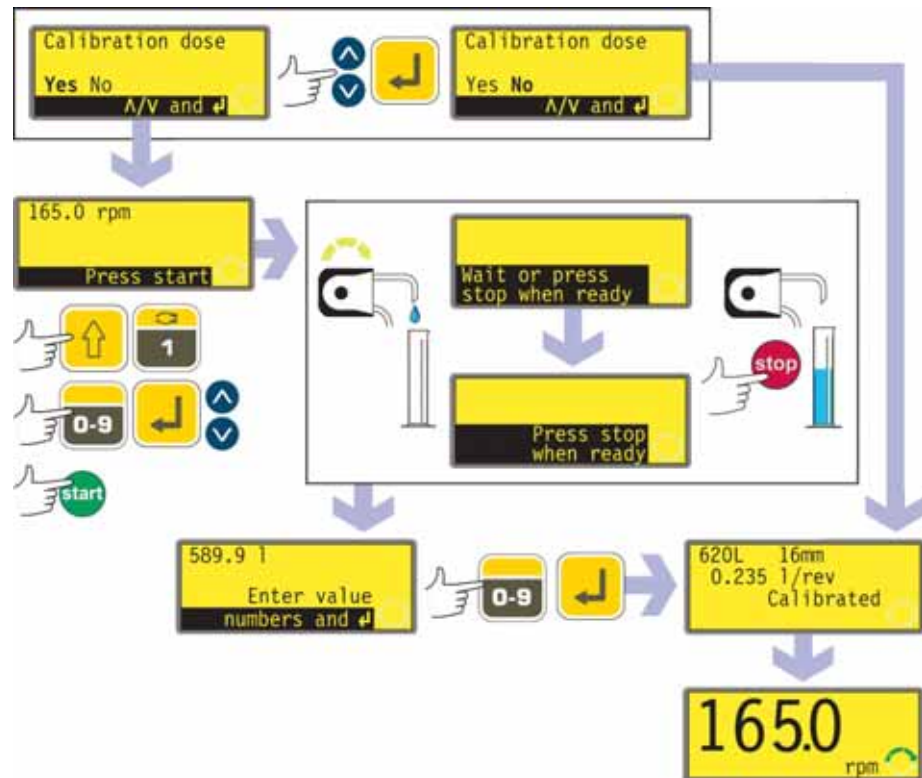 Calibration dose
Yes No
∧/∨ and ↲
Calibration dose
Yes No
∧/∨ and ↲
165.0 rpm
Press start
1
0-9
start
Wait or press
stop when ready
Press stop
when ready
stop
589.9 l
Enter value
numbers and ↲
0-9
620L 16mm
0.235 l/rev
Calibrated
165.0
rpm